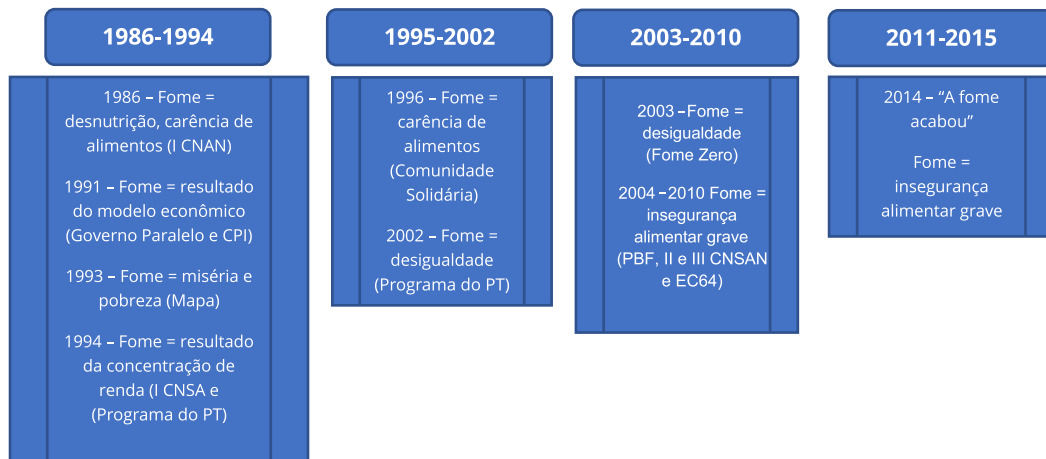 1986-1994
1986 – Fome =
desnutrição, carência de
alimentos (I CNAN)
1991 – Fome = resultado
do modelo econômico
(Governo Paralelo e CPI)
1993 – Fome = miséria e
pobreza (Mapa)
1994 – Fome = resultado
da concentração de
renda (I CNSA e
(Programa do PT)
1995-2002
1996 – Fome =
carência de
alimentos
(Comunidade
Solidária)
2002 – Fome =
desigualdade
(Programa do PT)
2003-2010
2003 –Fome =
desigualdade
(Fome Zero)
2004 –2010 Fome =
insegurança
alimentar grave
(PBF, II e III CNSAN
e EC64)
2011-2015
2014 – “A fome
acabou”
Fome =
insegurança
alimentar grave